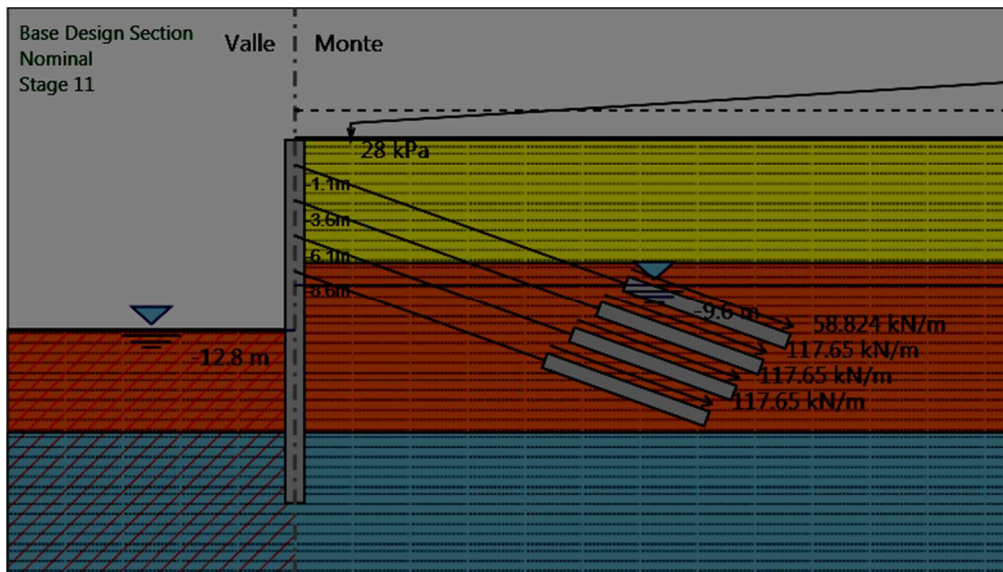 Base Design Section
Nominal
Stage 11
Valle
Monte
28 kPa
-1.1m
-3.6m
-6.1m
-8.6m
-9.6 m
-12.8 m
58.824 kN/m
117.65 kN/m
117.65 kN/m
117.65 kN/m